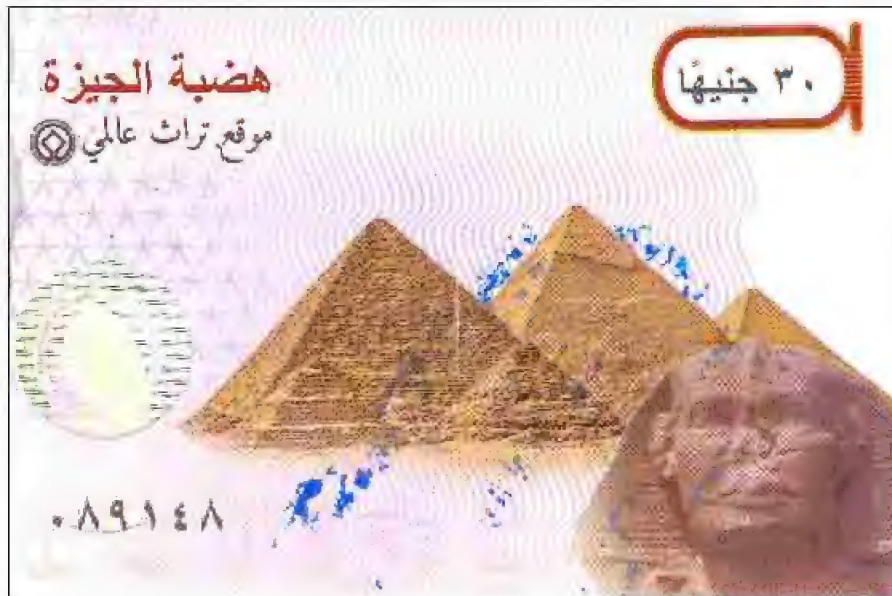 هضبة الجيزة
موقع تراث عالمي
٣٠ جنيهًا
٠٨٩١٤٨